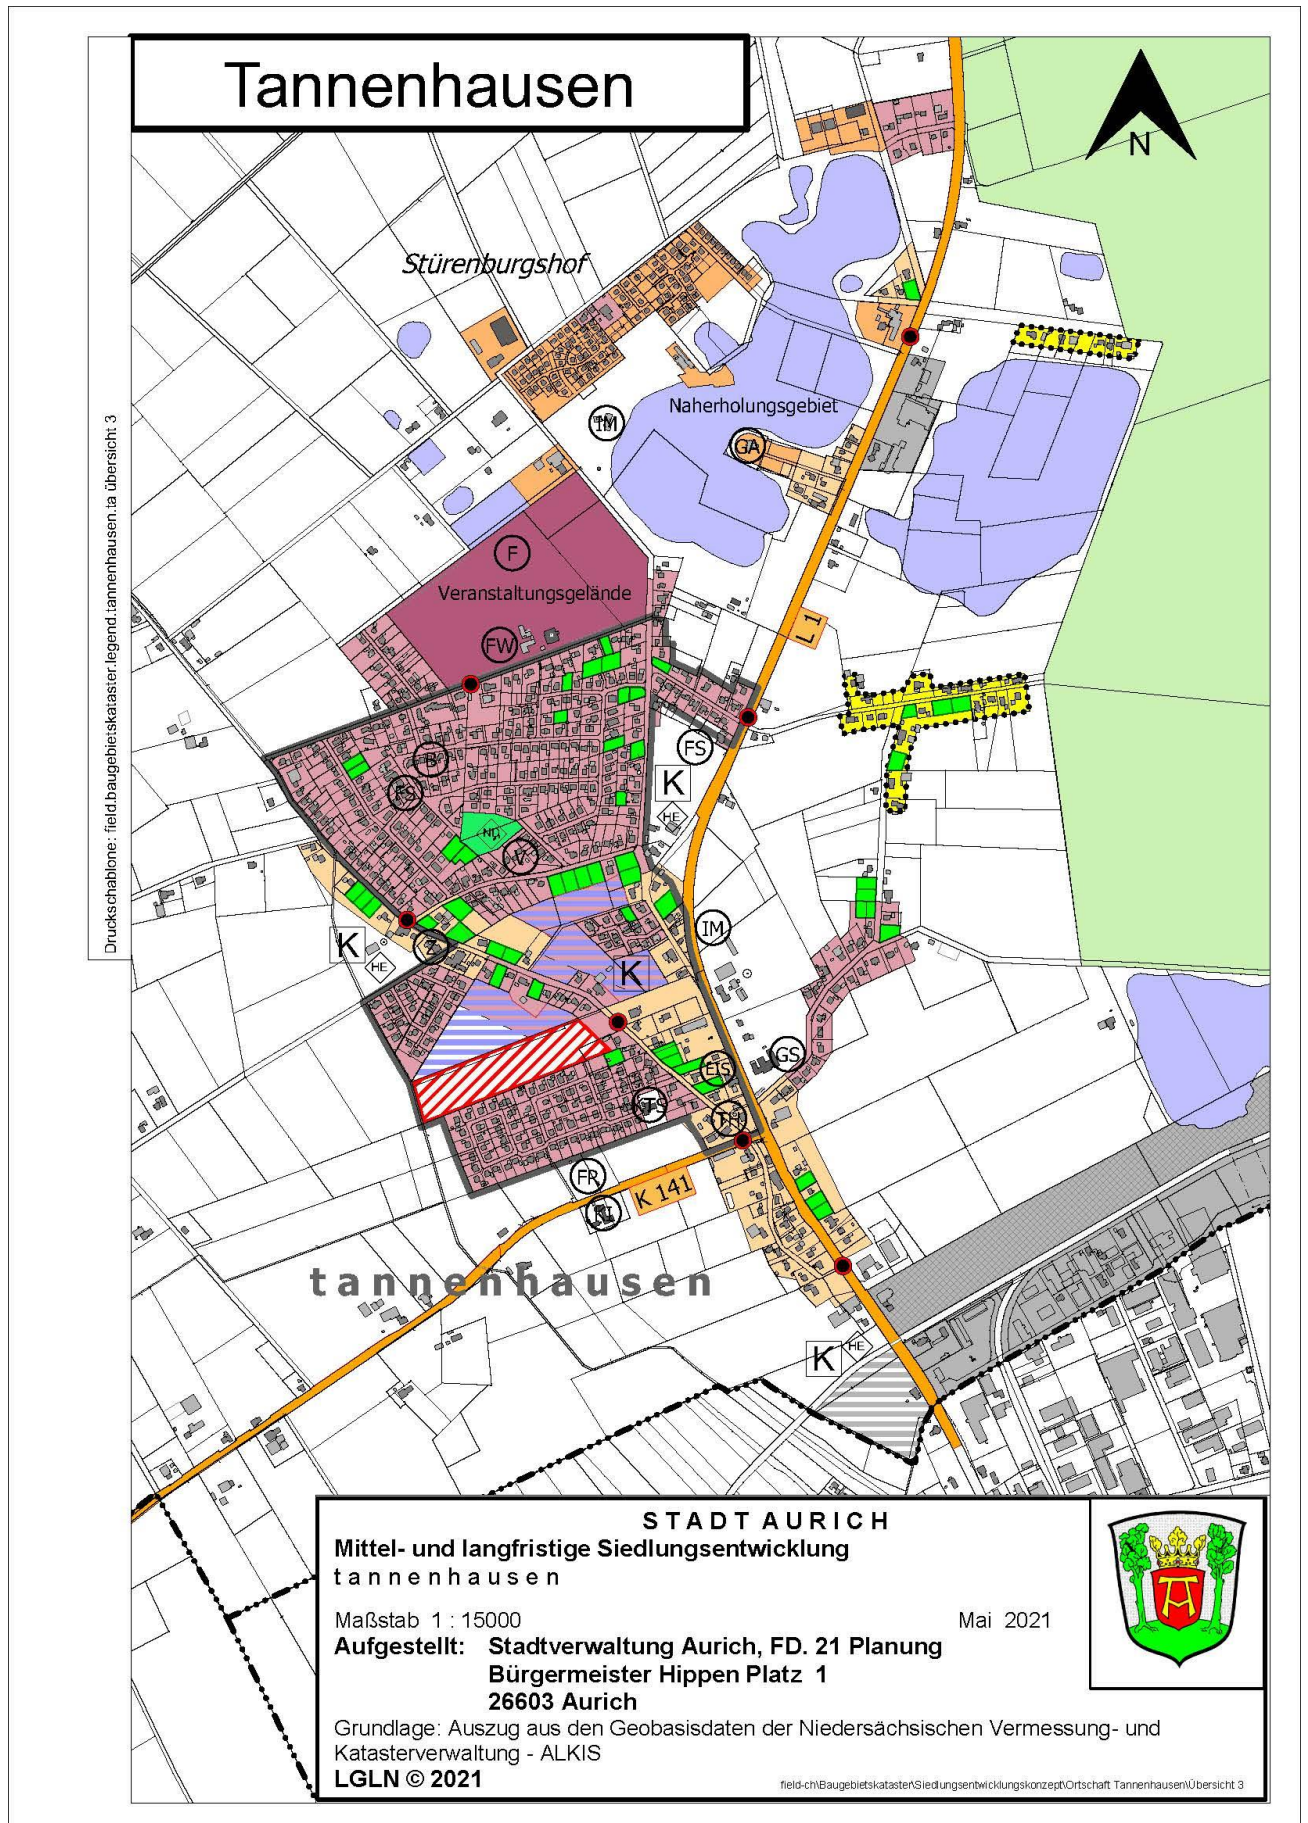 Tannenhausen
N
Stürenburgshof
Druckschablone: field.baugebietskataster.legend.tannenhausen.ta übersicht 3
Naherholungsgebiet
IM
GA
F
Veranstaltungsgelände
FW
L 1
FS
B
FS
K
HE
ND
V
IM
K
HE
Z
K
GS
EIS
KTS
TH
FR
K 141
tannenhausen
K
HE
STADT AURICH
Mittel- und langfristige Siedlungsentwicklung
tannenhausen
Maßstab 1 : 15000
Mai 2021
Aufgestellt: Stadtverwaltung Aurich, FD. 21 Planung
Bürgermeister Hippen Platz 1
26603 Aurich
Grundlage: Auszug aus den Geobasisdaten der Niedersächsischen Vermessung- und
Katasterverwaltung - ALKIS
LGLN © 2021
field-ch\Baugebietskataster\Siedlungsentwicklungskonzept\Ortschaft Tannenhausen\Übersicht 3